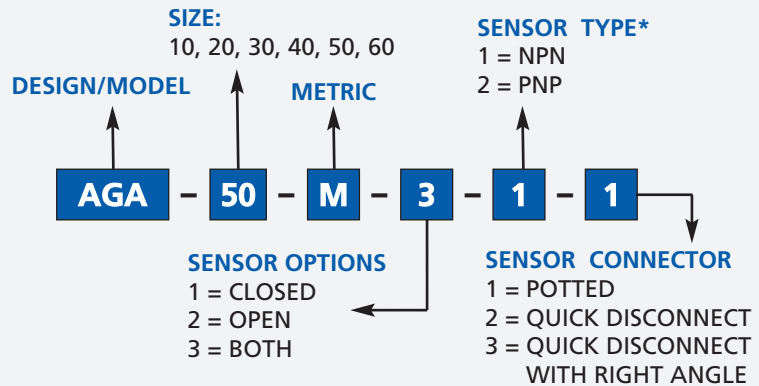 SIZE:
10, 20, 30, 40, 50, 60
SENSOR TYPE*
1 = NPN
2 = PNP
DESIGN/MODEL
METRIC
AGA - 50 - M - 3 - 1 - 1
SENSOR OPTIONS
1 = CLOSED
2 = OPEN
3 = BOTH
SENSOR CONNECTOR
1 = POTTED
2 = QUICK DISCONNECT
3 = QUICK DISCONNECT
WITH RIGHT ANGLE